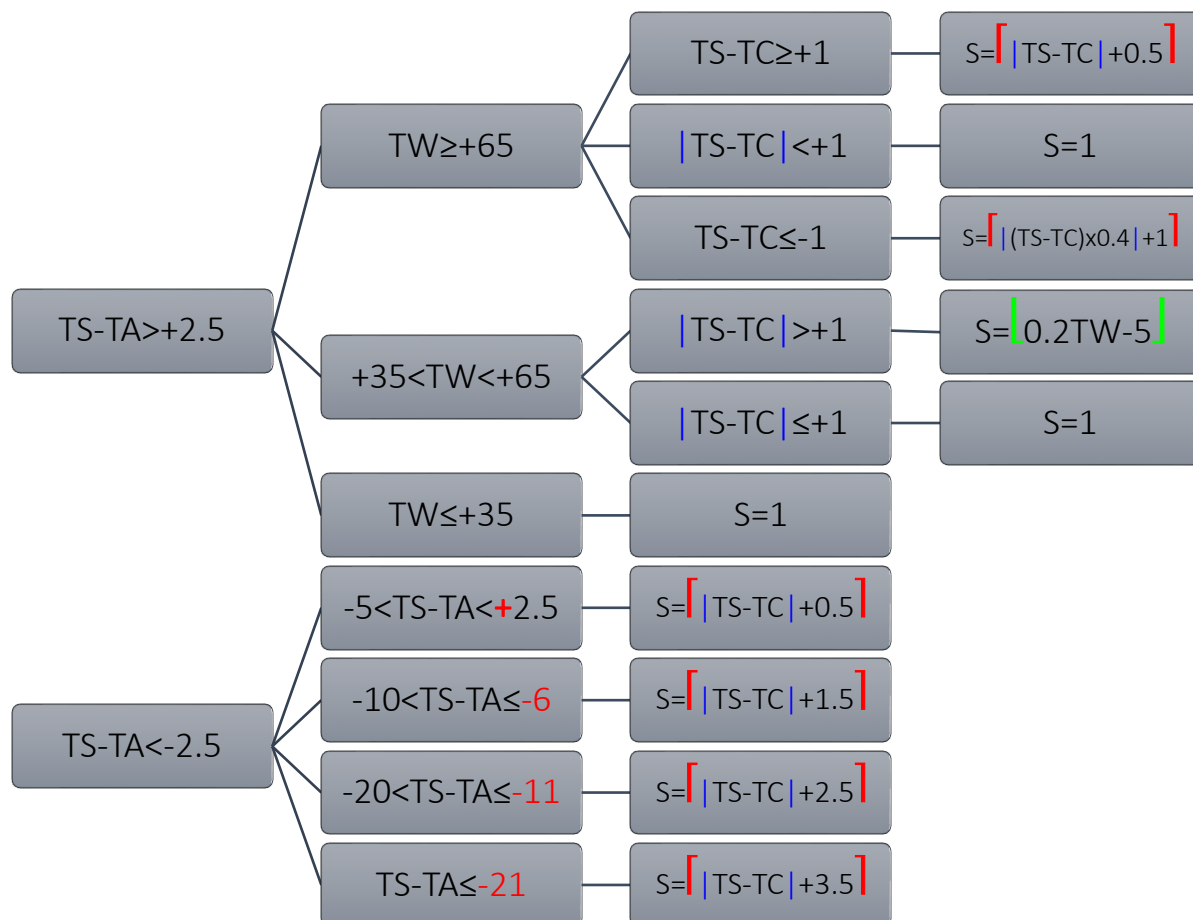 TS-TA>+2.5
TW≥+65
TS-TC≥+1
S=⌈|TS-TC|+0.5⌉
|TS-TC|<+1
S=1
TS-TC≤-1
S=⌈|(TS-TC)x0.4|+1⌉
+35<TW<+65
|TS-TC|>+1
S=⌊0.2TW-5⌋
|TS-TC|≤+1
S=1
TW≤+35
S=1
TS-TA<-2.5
-5<TS-TA<+2.5
S=⌈|TS-TC|+0.5⌉
-10<TS-TA≤-6
S=⌈|TS-TC|+1.5⌉
-20<TS-TA≤-11
S=⌈|TS-TC|+2.5⌉
TS-TA≤-21
S=⌈|TS-TC|+3.5⌉